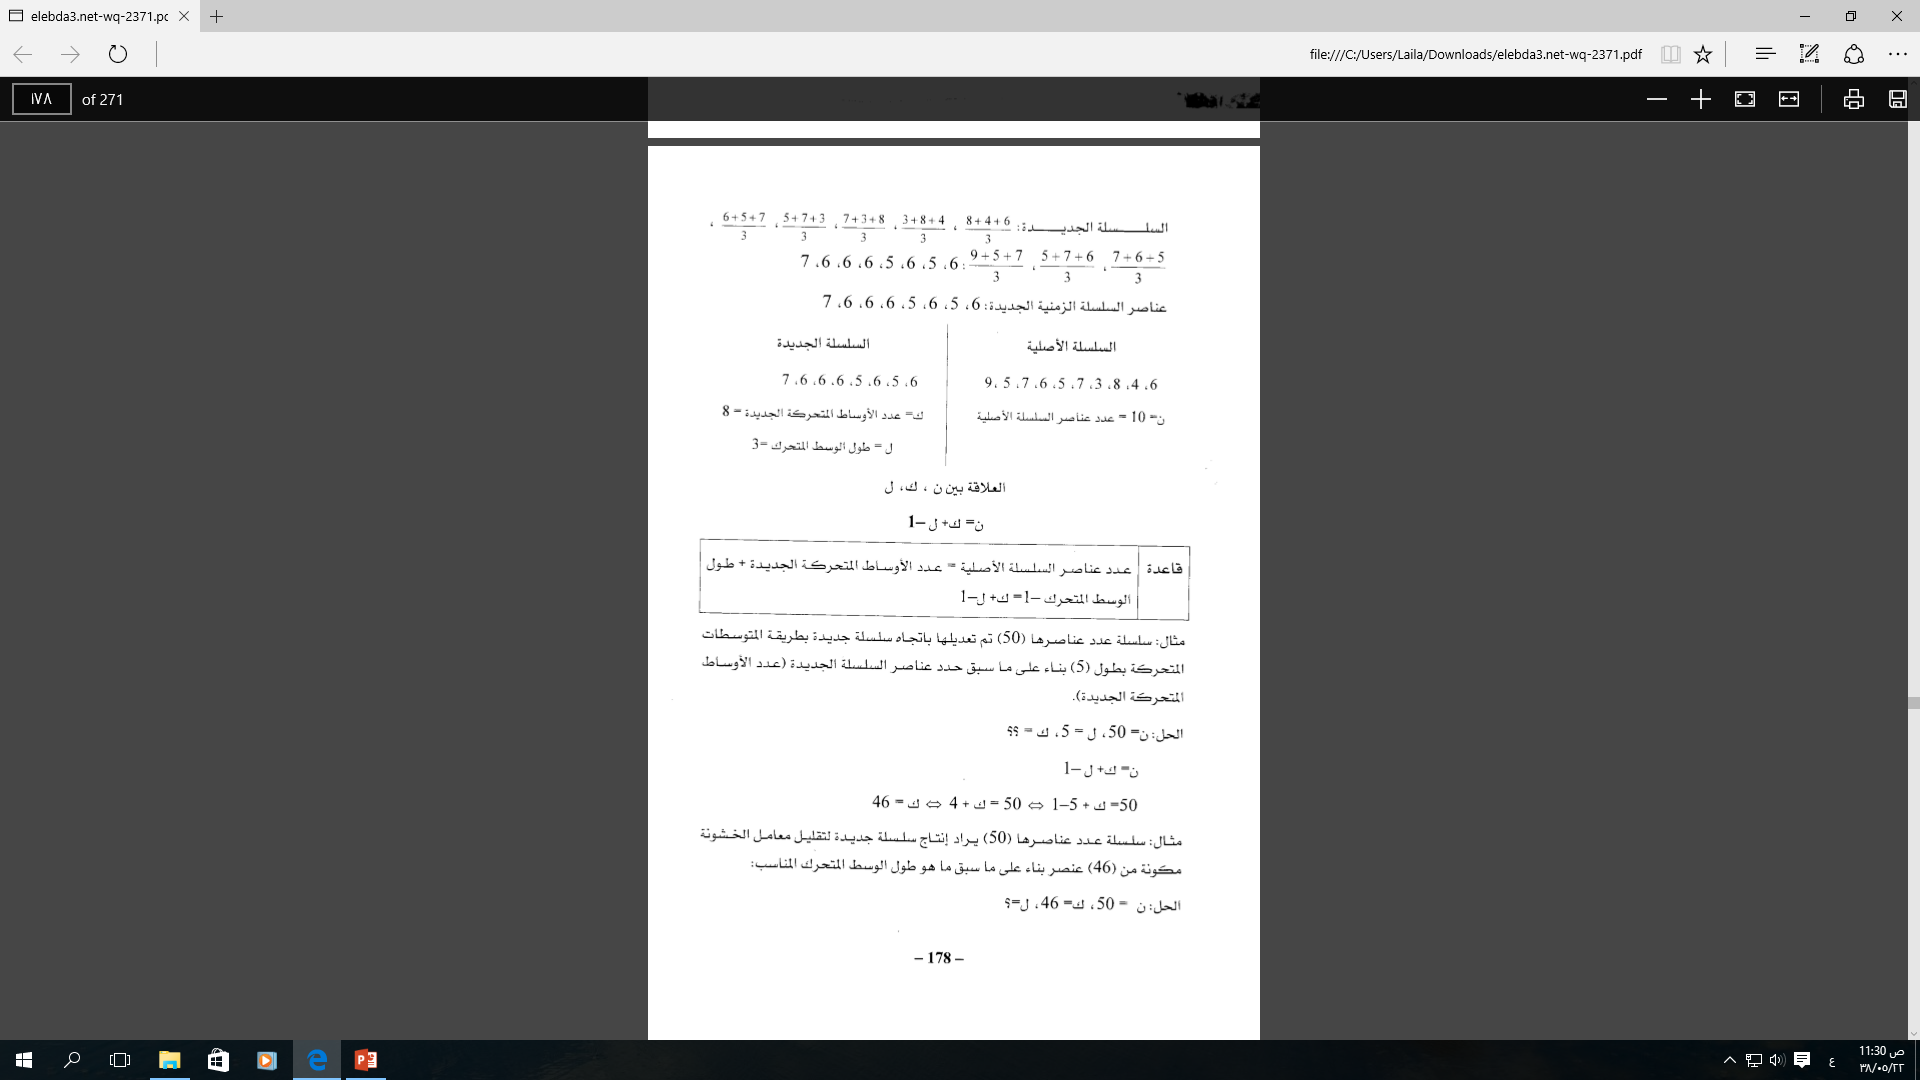 elebda3.net-wq-2371.pc
file:///C:/Users/Laila/Downloads/elebda3.net-wq-2371.pdf
١٧٨ of 271
السلسلة الجديدة: 8+4+6/3 ، 3+8+4/3 ، 7+3+8/3 ، 5+7+3/3 ، 6+5+7/3 ،
7+6+5/3 ، 5+7+6/3 ، 9+5+7/3 : 6، 5، 6، 5، 6، 6، 6، 7
عناصر السلسلة الزمنية الجديدة: 6، 5، 6، 5، 6، 6، 6، 7
السلسلة الأصلية
6، 4، 8، 3، 7، 5، 6، 7، 5، 9
ن= 10 = عدد عناصر السلسلة الأصلية
السلسلة الجديدة
6، 5، 6، 5، 6، 6، 6، 7
ك= عدد الأوساط المتحركة الجديدة = 8
ل = طول الوسط المتحرك =3
العلاقة بين ن ، ك، ل
ن= ك+ ل –1
قاعدة
عدد عناصر السلسلة الأصلية = عدد الأوساط المتحركة الجديدة + طول
الوسط المتحرك –1= ك+ ل–1
مثال: سلسلة عدد عناصرها (50) تم تعديلها باتجاه سلسلة جديدة بطريقة المتوسطات
المتحركة بطول (5) بناء على ما سبق حدد عناصر السلسلة الجديدة (عدد الأوساط
المتحركة الجديدة).
الحل: ن= 50، ل = 5، ك = ؟؟
ن= ك+ ل –1
50= ك + 5–1 ⇔ 50 = ك + 4 ⇔ ك = 46
مثال: سلسلة عدد عناصرها (50) يراد إنتاج سلسلة جديدة لتقليل معامل الخشونة
مكونة من (46) عنصر بناء على ما سبق ما هو طول الوسط المتحرك المناسب:
الحل: ن = 50، ك= 46، ل=؟
– 178 –
ع
11:30 ص
٣٨/٠٥/٢٢